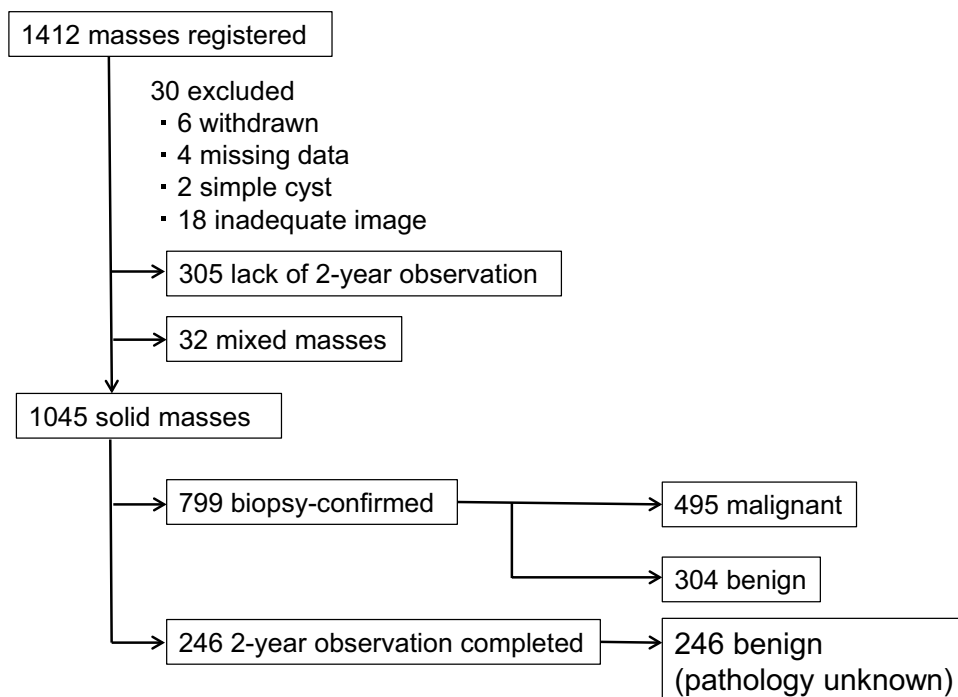 1412 masses registered
30 excluded
・6 withdrawn
・4 missing data
・2 simple cyst
・18 inadequate image
305 lack of 2-year observation
32 mixed masses
1045 solid masses
799 biopsy-confirmed
495 malignant
304 benign
246 2-year observation completed
246 benign
(pathology unknown)